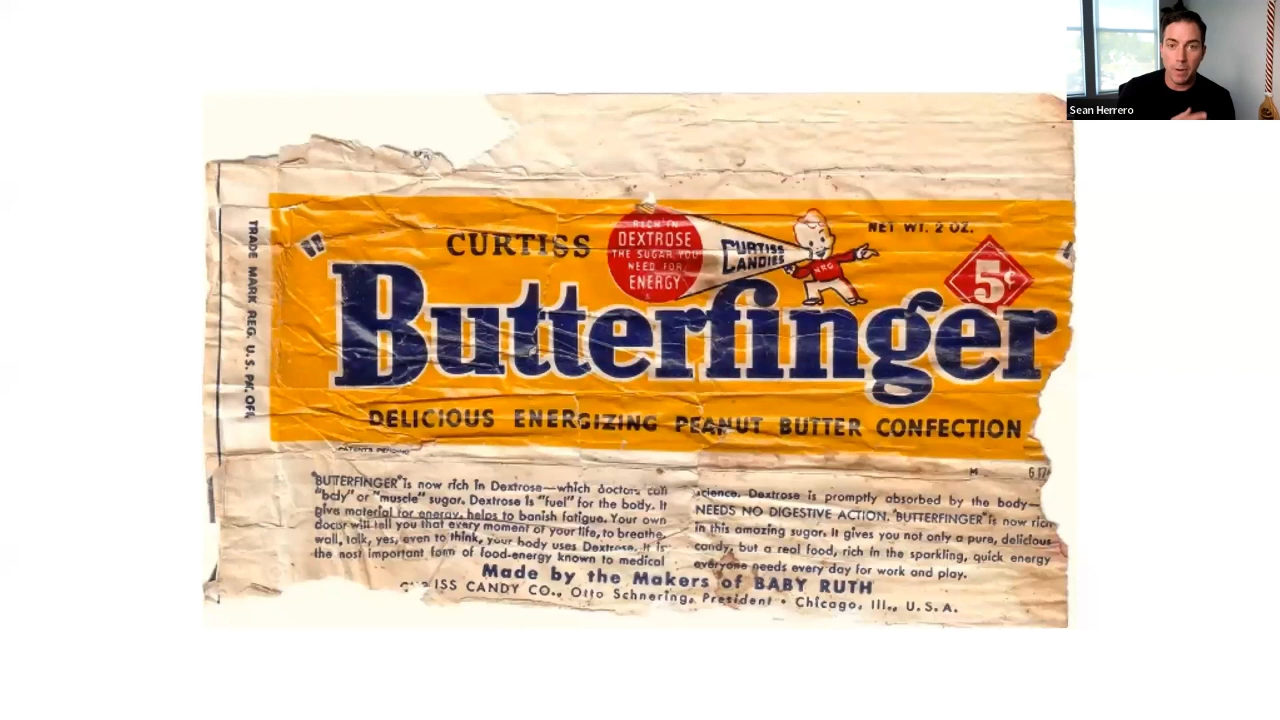 Sean Herrero
TRADE MARK REG. U. S. PAT. OFF.
CURTISS
RICH IN
DEXTROSE
THE SUGAR YOU
NEED FOR
ENERGY
CURTISS
CANDIES
NRG
NET WT. 2 OZ.
5¢
"Butterfinger
DELICIOUS ENERGIZING PEANUT BUTTER CONFECTION
PATENTS PENDING
M 617
"BUTTERFINGER" is now rich in Dextrose—which doctors call
"body" or "muscle" sugar. Dextrose is "fuel" for the body. It
gives material for energy, helps to banish fatigue. Your own
doctor will tell you that every moment of your life, to breathe,
wall, talk, yes, even to think, your body uses Dextrose. It is
the most important form of food-energy known to medical
science. Dextrose is promptly absorbed by the body—
NEEDS NO DIGESTIVE ACTION. "BUTTERFINGER" is now rich
in this amazing sugar. It gives you not only a pure, delicious
candy, but a real food, rich in the sparkling, quick energy
everyone needs every day for work and play.
Made by the Makers of BABY RUTH
ISS CANDY CO., Otto Schnering, President • Chicago, Ill., U. S. A.